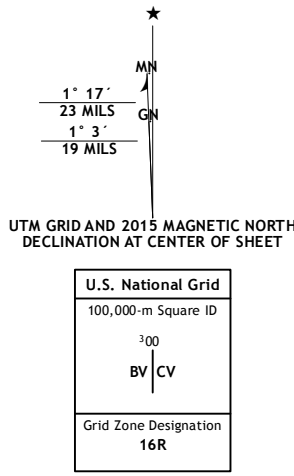 ★
MN
1° 17´
23 MILS
GN
1° 3´
19 MILS
UTM GRID AND 2015 MAGNETIC NORTH
DECLINATION AT CENTER OF SHEET
U.S. National Grid
100,000-m Square ID
³00
BV CV
Grid Zone Designation
16R